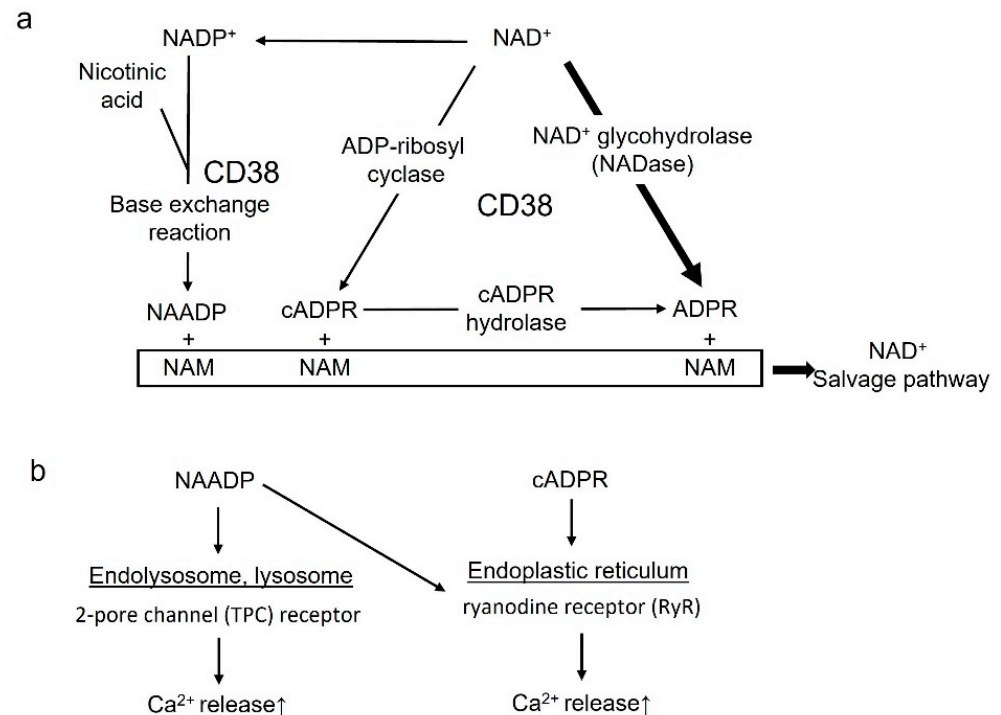 a
NADP⁺
NAD⁺
Nicotinic
acid
ADP-ribosyl
cyclase
NAD⁺ glycohydrolase
(NADase)
CD38
CD38
Base exchange
reaction
NAADP
cADPR
cADPR
hydrolase
ADPR
+
+
+
NAM
NAM
NAM
NAD⁺
Salvage pathway
b
NAADP
cADPR
Endolysosome, lysosome
Endoplastic reticulum
2-pore channel (TPC) receptor
ryanodine receptor (RyR)
Ca²⁺ release↑
Ca²⁺ release↑